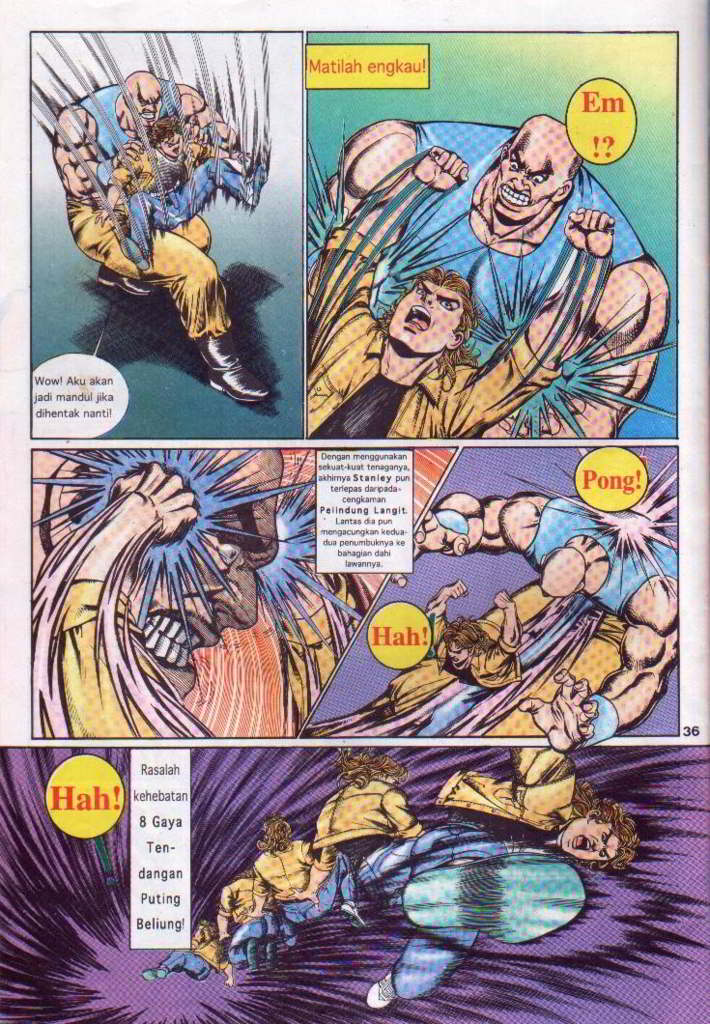 Matilah engkau!
Em
!?
Wow! Aku akan
jadi mandul jika
dihentak nanti!
Dengan menggunakan
sekuat-kuat tenaganya,
akhirnya Stanley pun
terlepas daripada
cengkaman
Pelindung Langit.
Lantas dia pun
mengacungkan kedua-
dua penumbuknya ke
bahagian dahi
lawannya.
Pong!
Hah!
36
Hah!
Rasalah
kehebatan
8 Gaya
Ten-
dangan
Puting
Beliung!